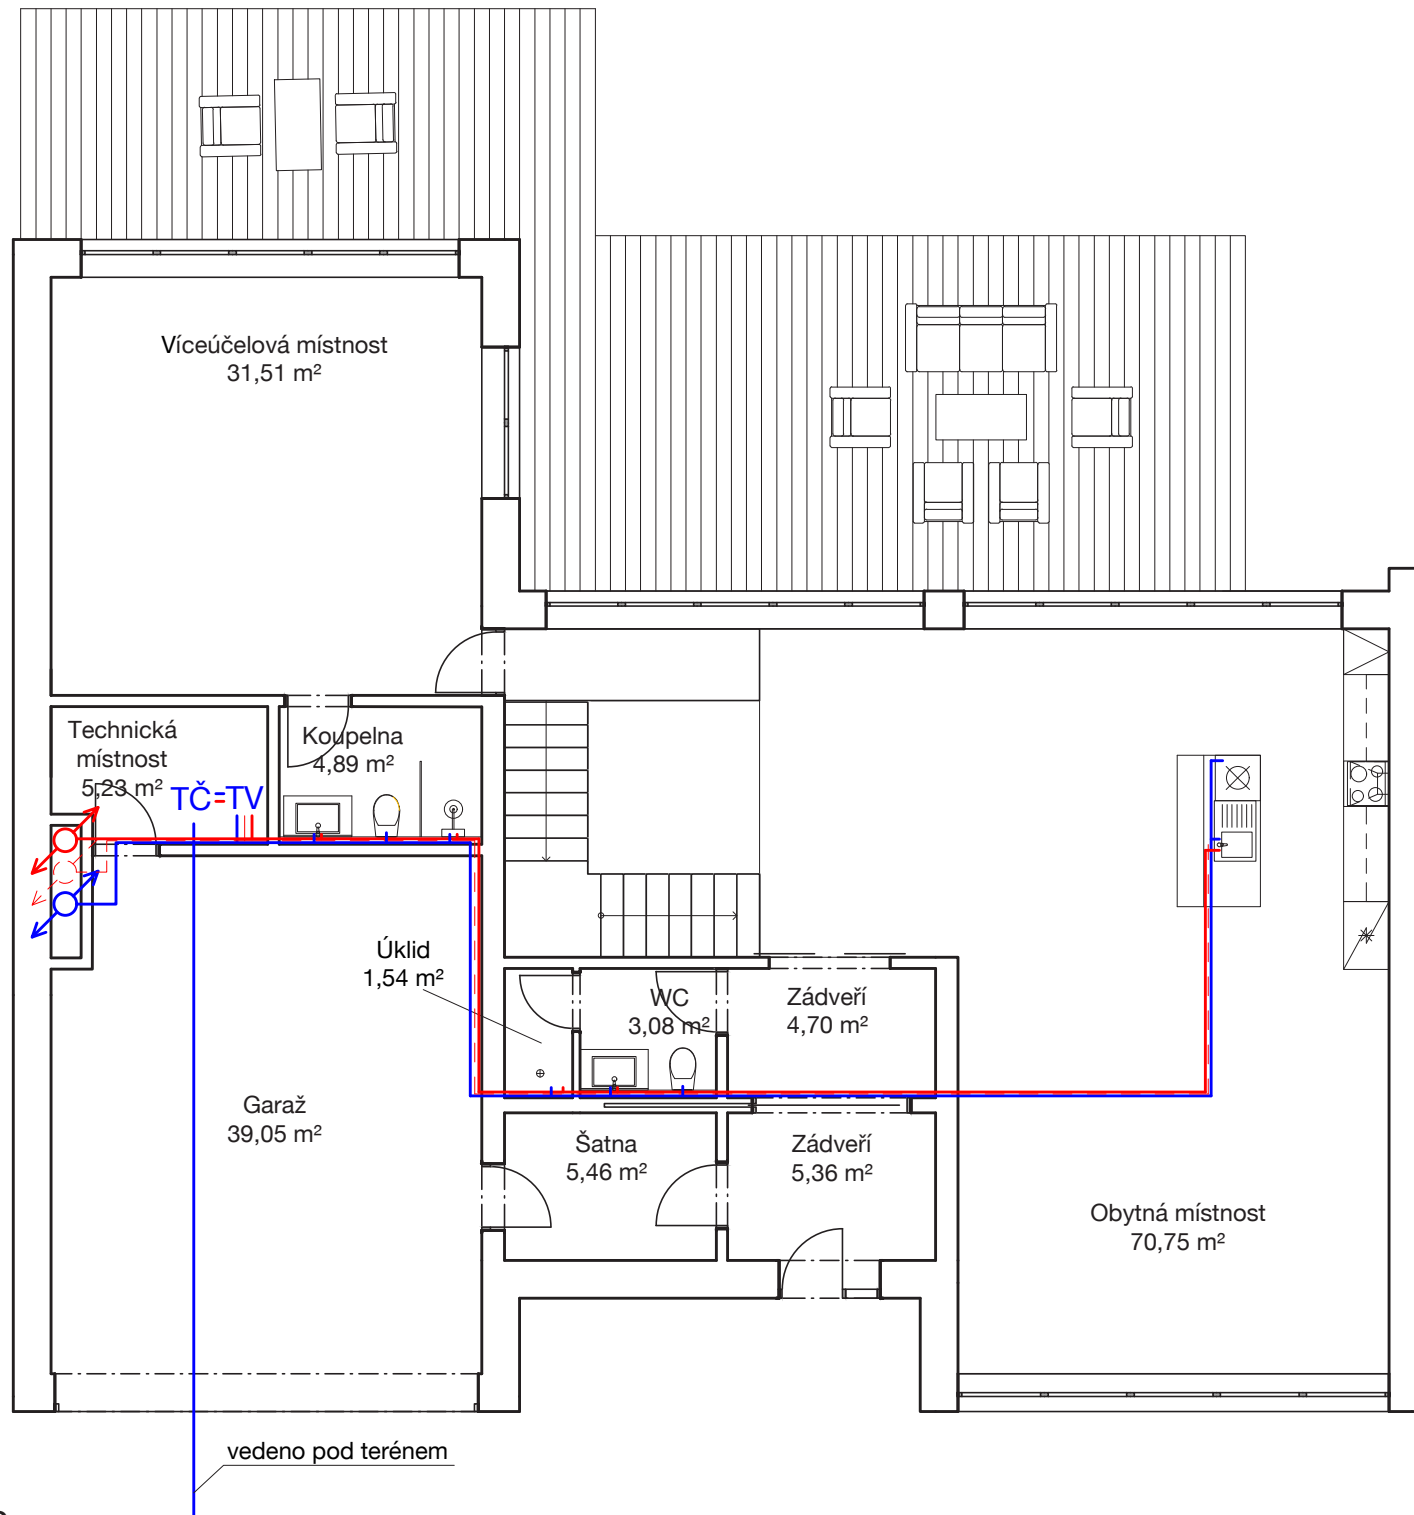 Víceúčelová místnost
31,51 m²
Technická
místnost
5,23 m²
Koupelna
4,89 m²
TČ=TV
Úklid
1,54 m²
WC
3,08 m²
Zádveří
4,70 m²
Garaž
39,05 m²
Šatna
5,46 m²
Zádveří
5,36 m²
Obytná místnost
70,75 m²
vedeno pod terénem